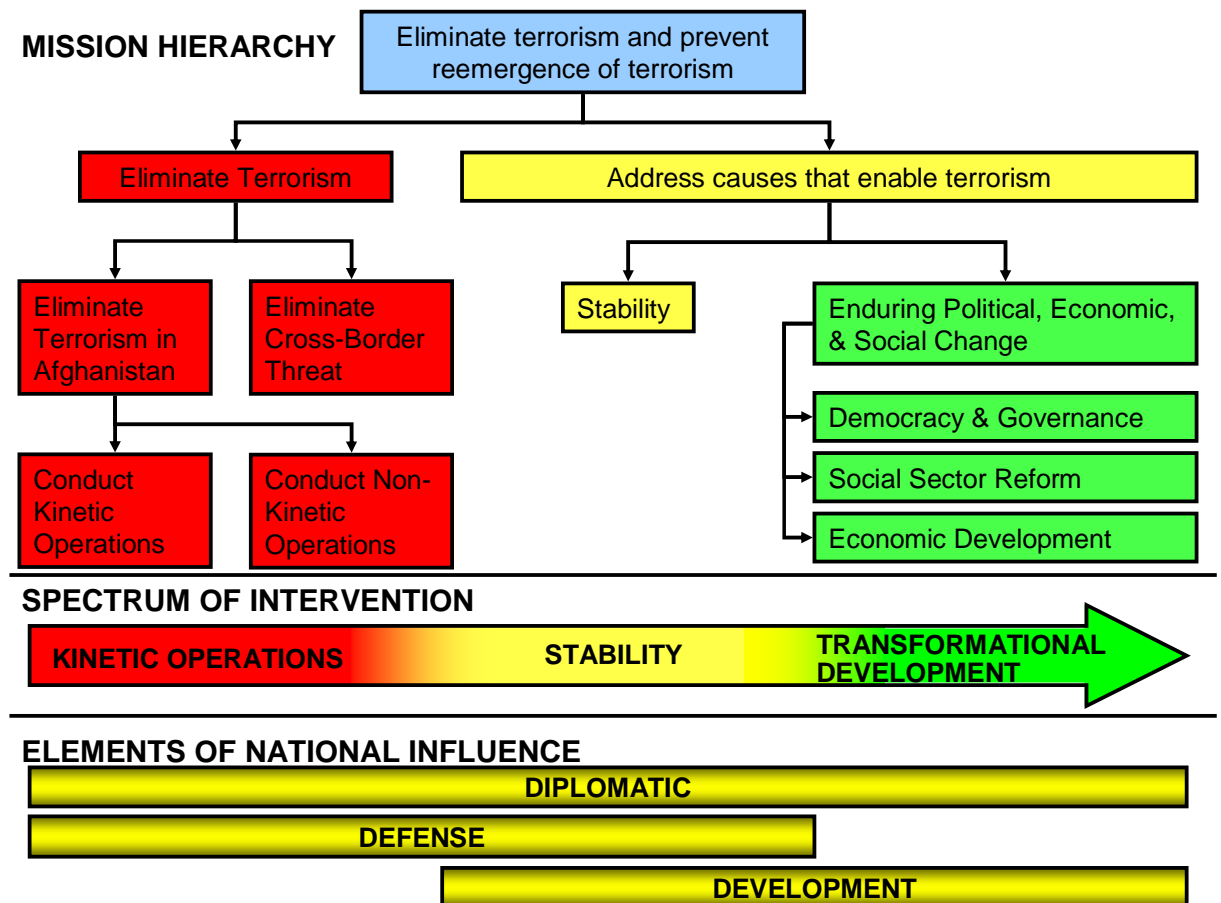 MISSION HIERARCHY
Eliminate terrorism and prevent
reemergence of terrorism
Eliminate Terrorism
Address causes that enable terrorism
Eliminate
Terrorism in
Afghanistan
Eliminate
Cross-Border
Threat
Stability
Enduring Political, Economic,
& Social Change
Democracy & Governance
Social Sector Reform
Economic Development
Conduct
Kinetic
Operations
Conduct Non-
Kinetic
Operations
SPECTRUM OF INTERVENTION
KINETIC OPERATIONS
STABILITY
TRANSFORMATIONAL
DEVELOPMENT
ELEMENTS OF NATIONAL INFLUENCE
DIPLOMATIC
DEFENSE
DEVELOPMENT